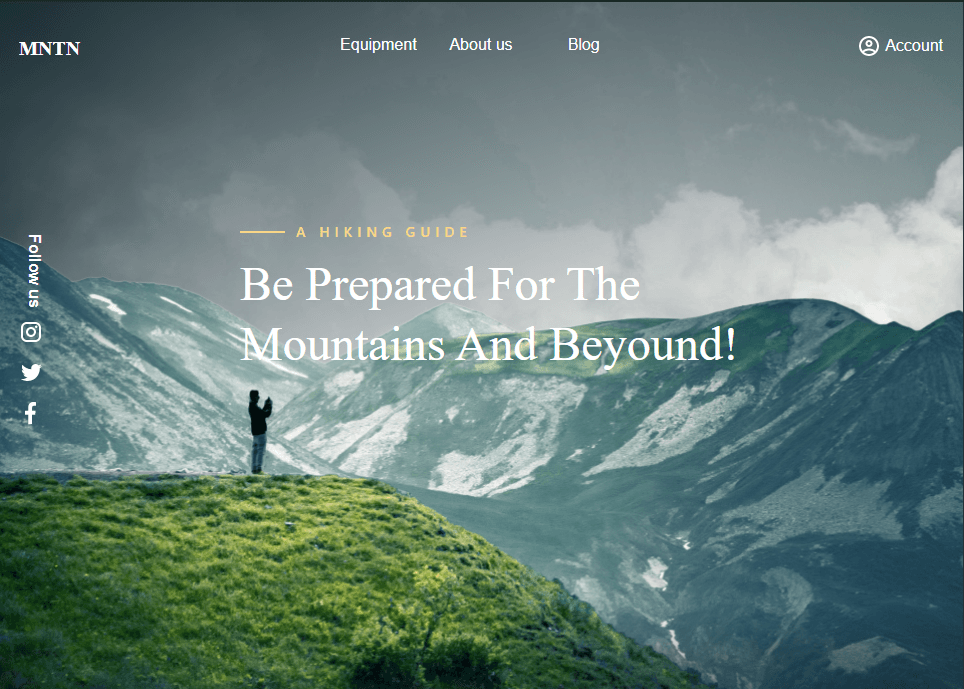 MNTN
Equipment About us Blog
Account
Follow us
A HIKING GUIDE
Be Prepared For The
Mountains And Beyound!